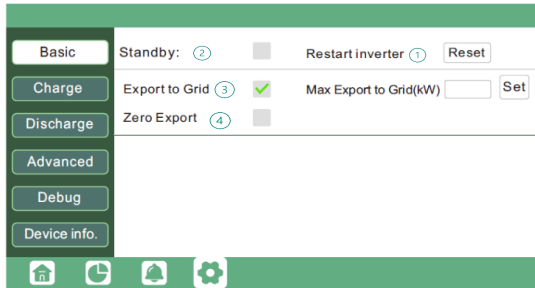 Basic
Standby: 2
Restart inverter 1 Reset
Charge
Export to Grid 3
Max Export to Grid(kW) Set
Discharge
Zero Export 4
Advanced
Debug
Device info.